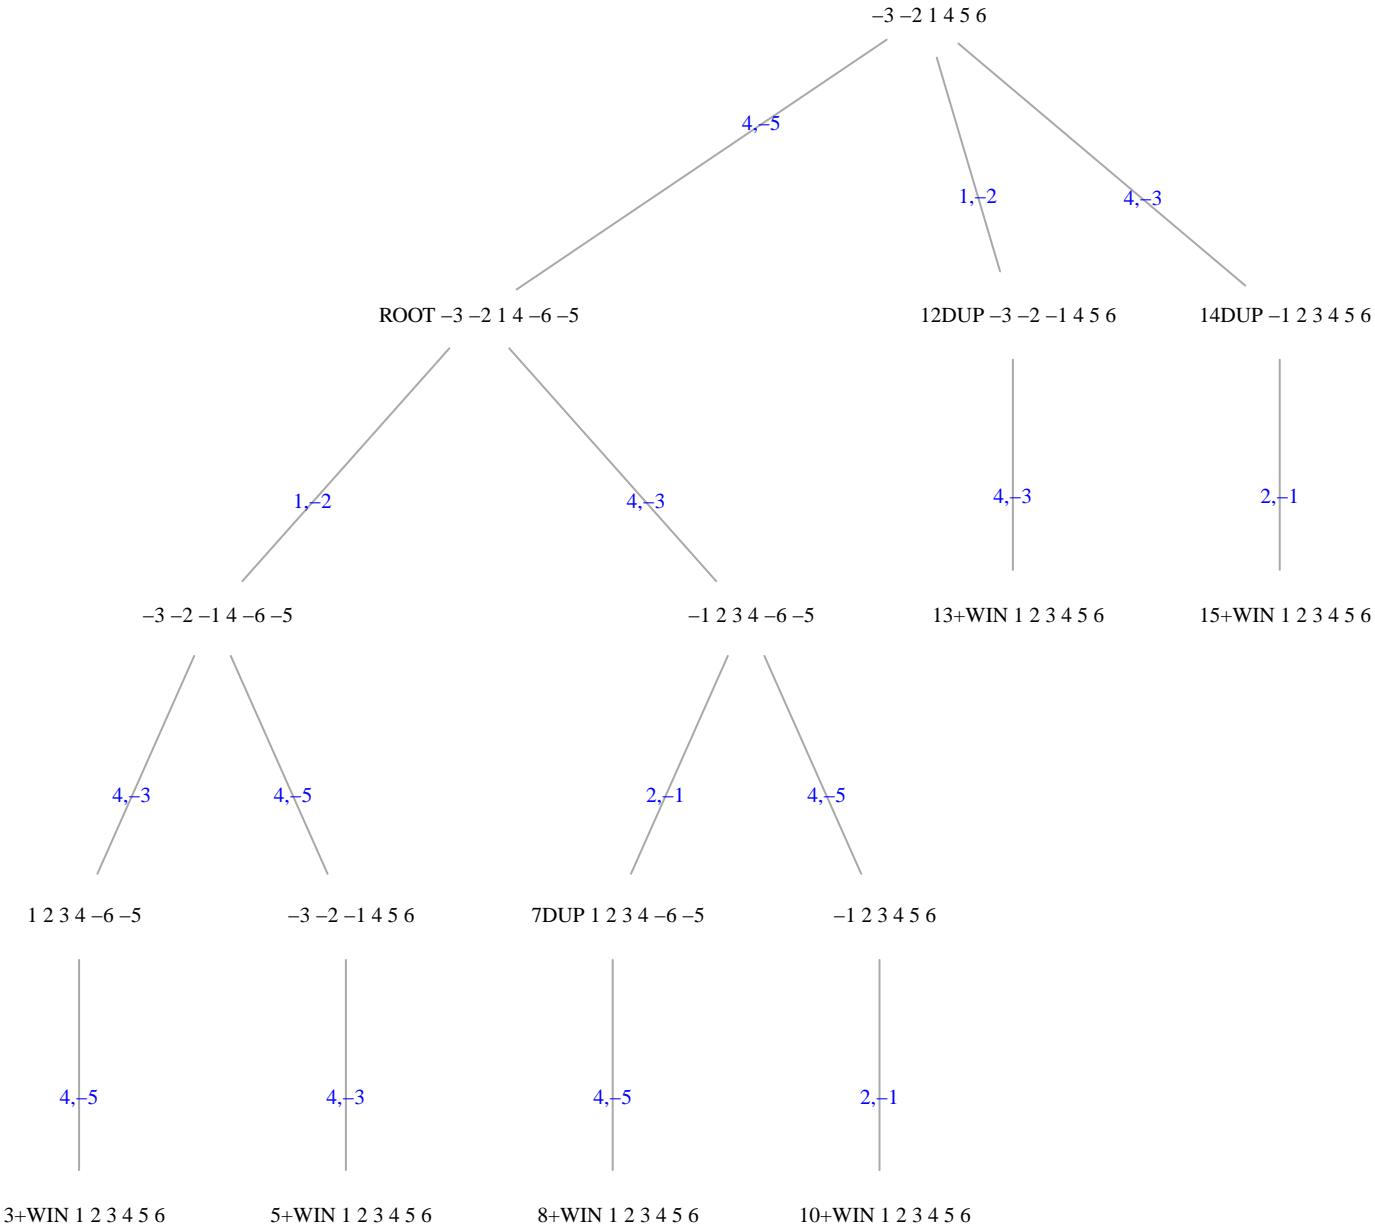 −3 −2 1 4 5 6
4,−5
1,−2
4,−3
ROOT −3 −2 1 4 −6 −5
12DUP −3 −2 −1 4 5 6
14DUP −1 2 3 4 5 6
1,−2
4,−3
4,−3
2,−1
−3 −2 −1 4 −6 −5
−1 2 3 4 −6 −5
13+WIN 1 2 3 4 5 6
15+WIN 1 2 3 4 5 6
4,−3
4,−5
2,−1
4,−5
1 2 3 4 −6 −5
−3 −2 −1 4 5 6
7DUP 1 2 3 4 −6 −5
−1 2 3 4 5 6
4,−5
4,−3
4,−5
2,−1
3+WIN 1 2 3 4 5 6
5+WIN 1 2 3 4 5 6
8+WIN 1 2 3 4 5 6
10+WIN 1 2 3 4 5 6